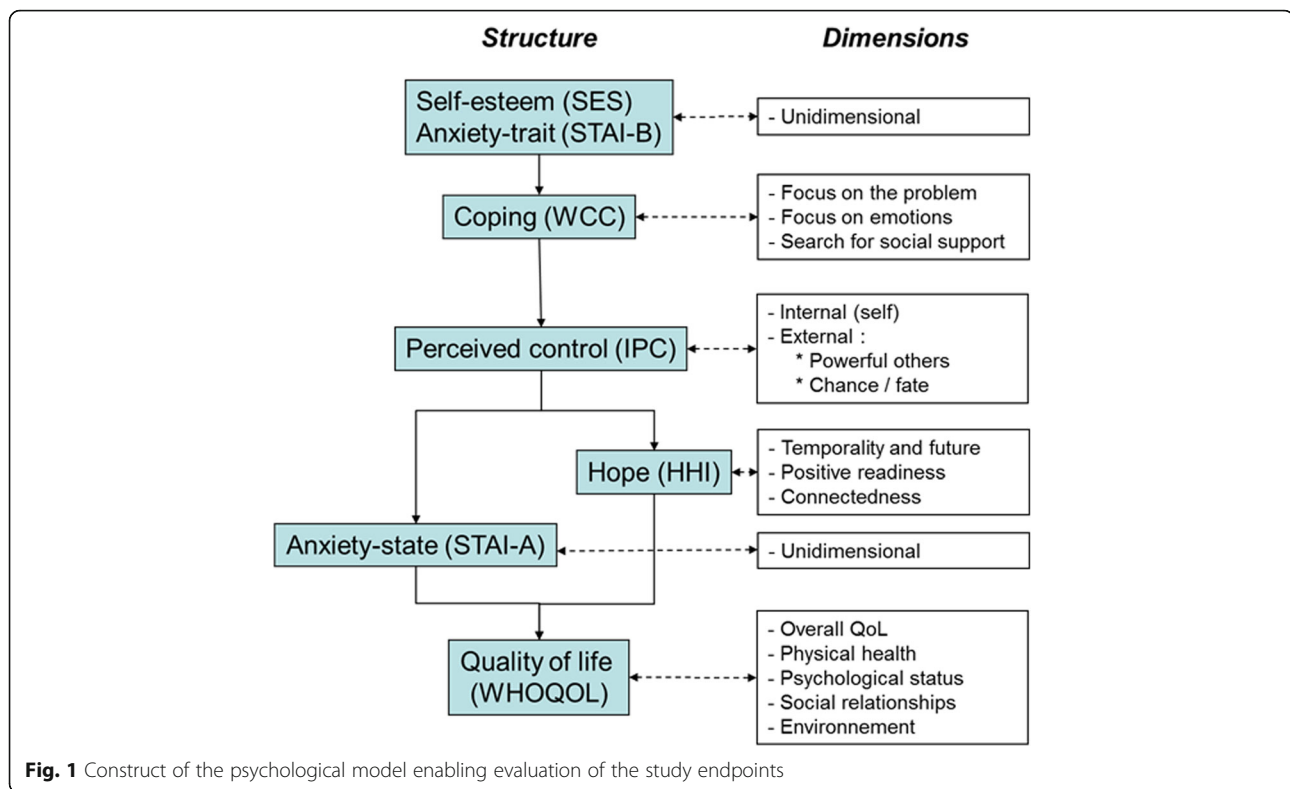 Structure
Dimensions
Self-esteem (SES)
Anxiety-trait (STAI-B)
- Unidimensional
Coping (WCC)
- Focus on the problem
- Focus on emotions
- Search for social support
Perceived control (IPC)
- Internal (self)
- External :
* Powerful others
* Chance / fate
Hope (HHI)
- Temporality and future
- Positive readiness
- Connectedness
Anxiety-state (STAI-A)
- Unidimensional
Quality of life
(WHOQOL)
- Overall QoL
- Physical health
- Psychological status
- Social relationships
- Environnement
Fig. 1 Construct of the psychological model enabling evaluation of the study endpoints